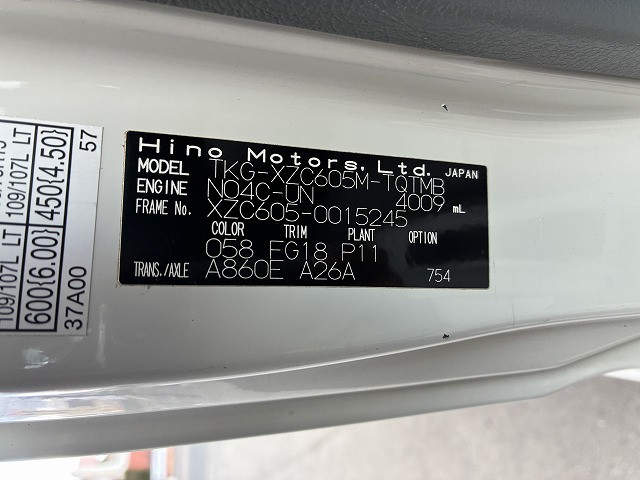 Hino Motors, Ltd. JAPAN
MODEL TKG-XZC605M-TQTMB
ENGINE N04C-UN 4009 mL
FRAME No. XZC605-0015245
COLOR TRIM PLANT OPTION
058 FG18 P11
TRANS./AXLE A860E A26A 754
109/107L LT 109/107L LT
600{6.00} 450{4.50}
37A00 57